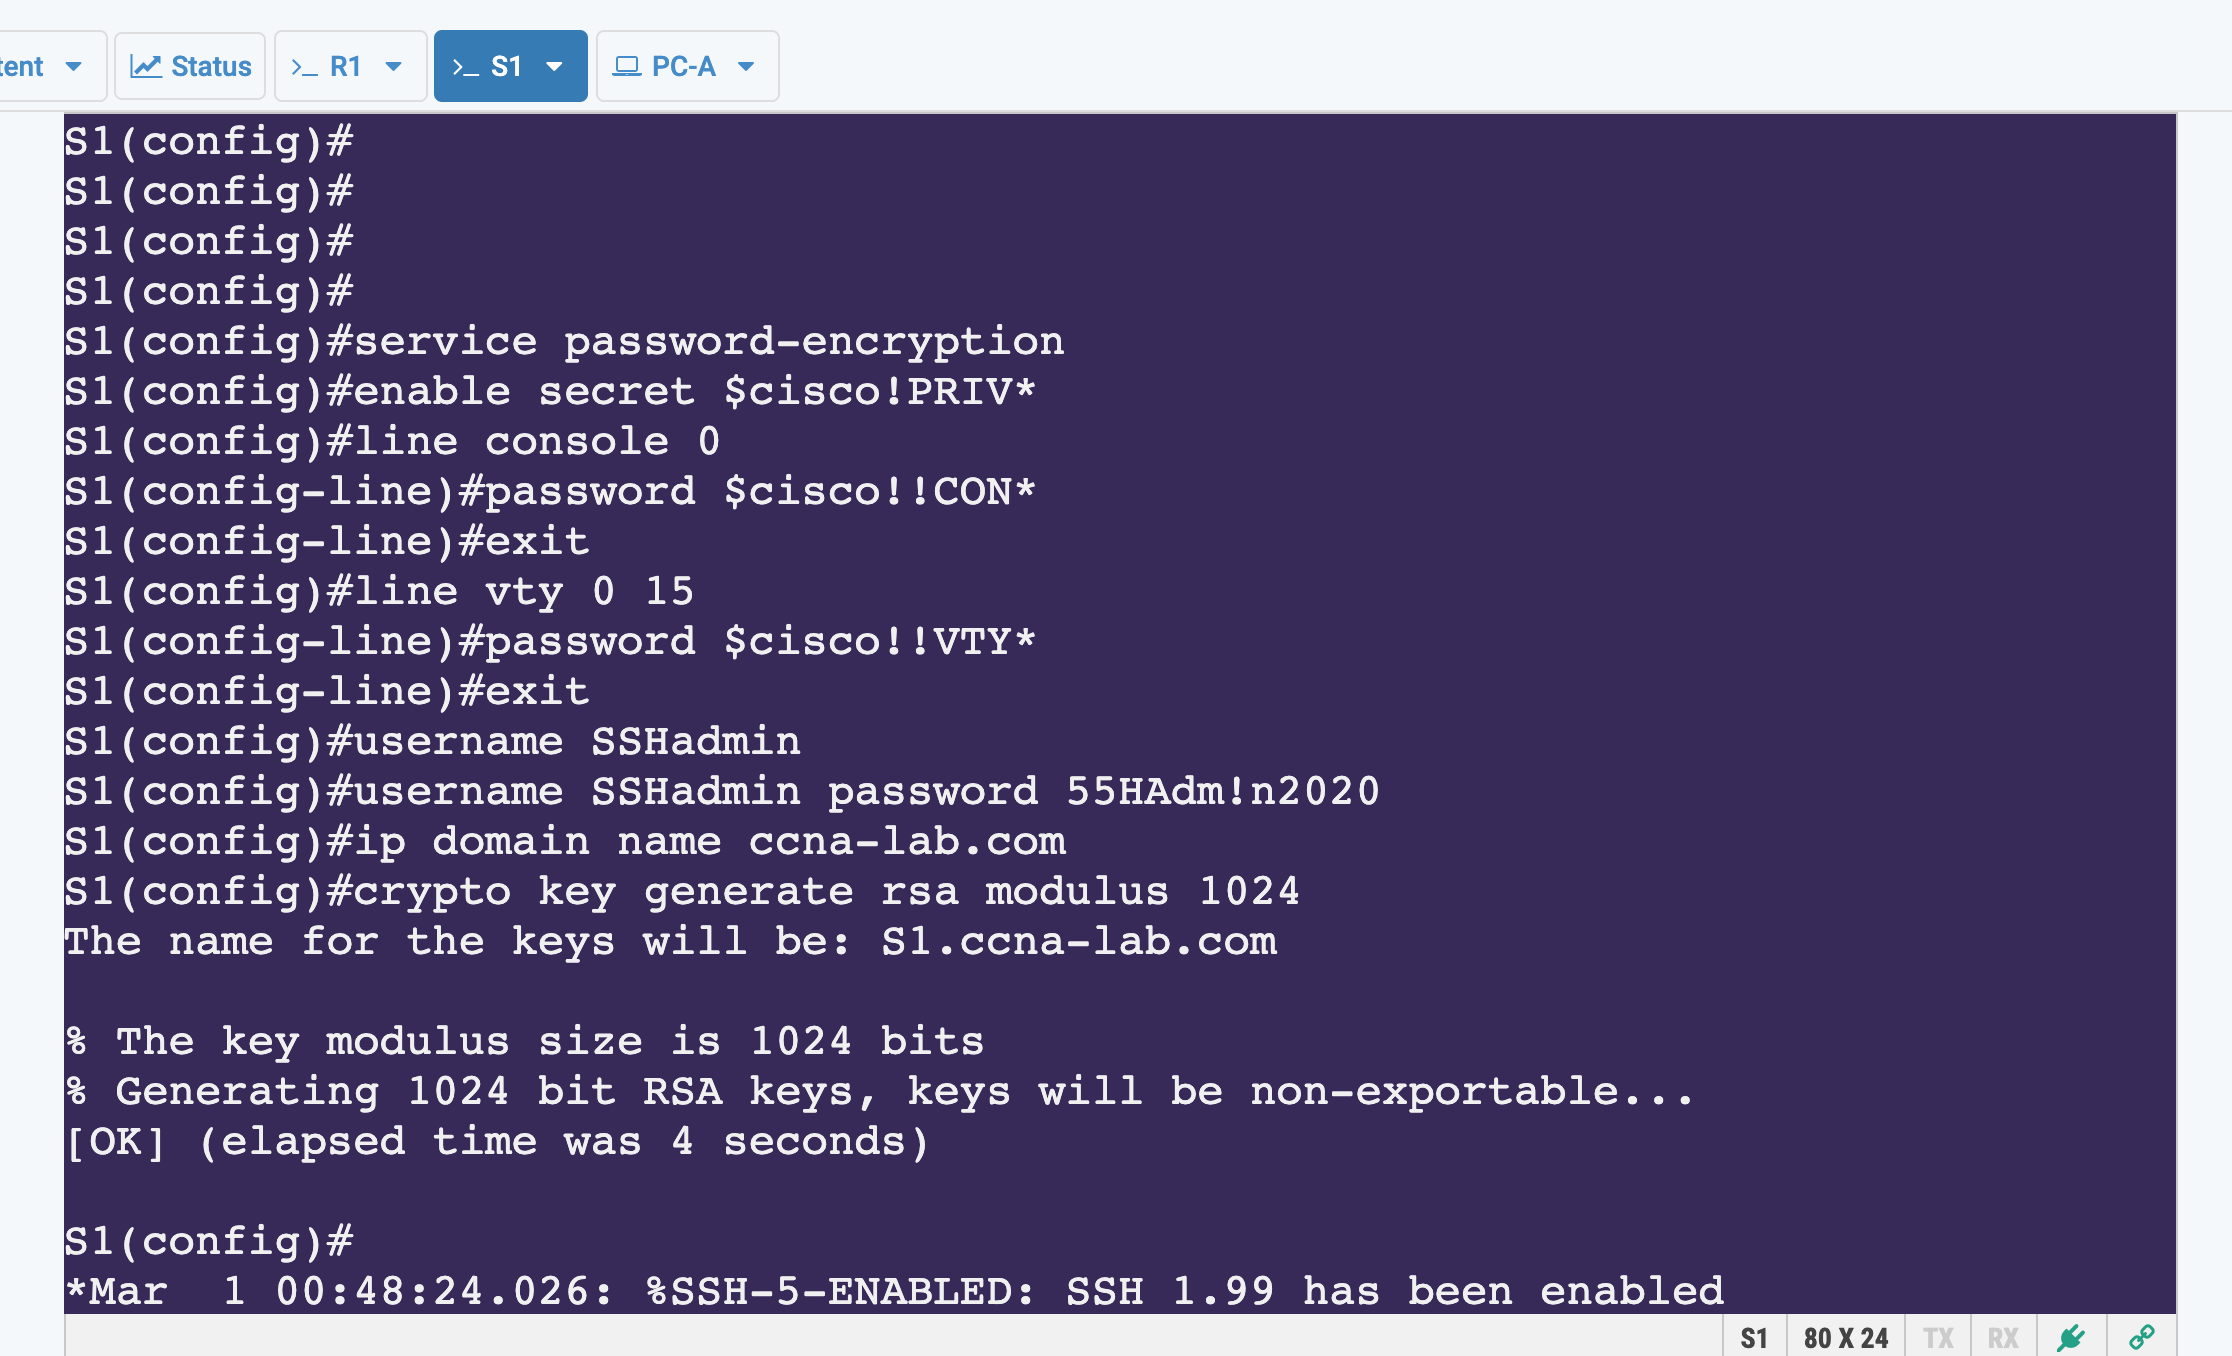 Status R1 S1 PC-A
S1(config)#
S1(config)#
S1(config)#
S1(config)#
S1(config)#service password-encryption
S1(config)#enable secret $cisco!PRIV*
S1(config)#line console 0
S1(config-line)#password $cisco!!CON*
S1(config-line)#exit
S1(config)#line vty 0 15
S1(config-line)#password $cisco!!VTY*
S1(config-line)#exit
S1(config)#username SSHadmin
S1(config)#username SSHadmin password 55HAdm!n2020
S1(config)#ip domain name ccna-lab.com
S1(config)#crypto key generate rsa modulus 1024
The name for the keys will be: S1.ccna-lab.com
% The key modulus size is 1024 bits
% Generating 1024 bit RSA keys, keys will be non-exportable...
[OK] (elapsed time was 4 seconds)
S1(config)#
*Mar  1 00:48:24.026: %SSH-5-ENABLED: SSH 1.99 has been enabled
S1 80 X 24 TX RX